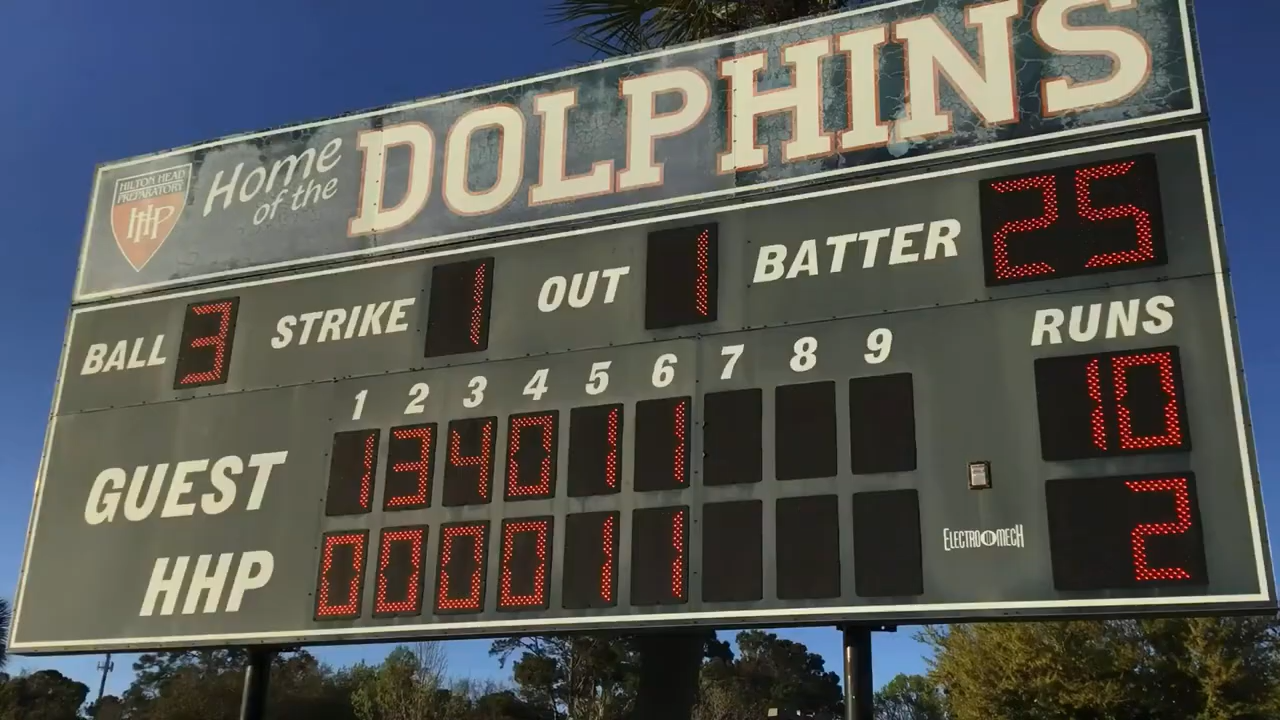 HILTON HEAD
PREPARATORY
HHP
Home
of the
DOLPHINS
BALL 3 STRIKE 1 OUT 1 BATTER 25
1 2 3 4 5 6 7 8 9 RUNS
GUEST 1 3 4 0 1 1 10
HHP 0 0 0 0 1 1 2
ELECTRO-MECH